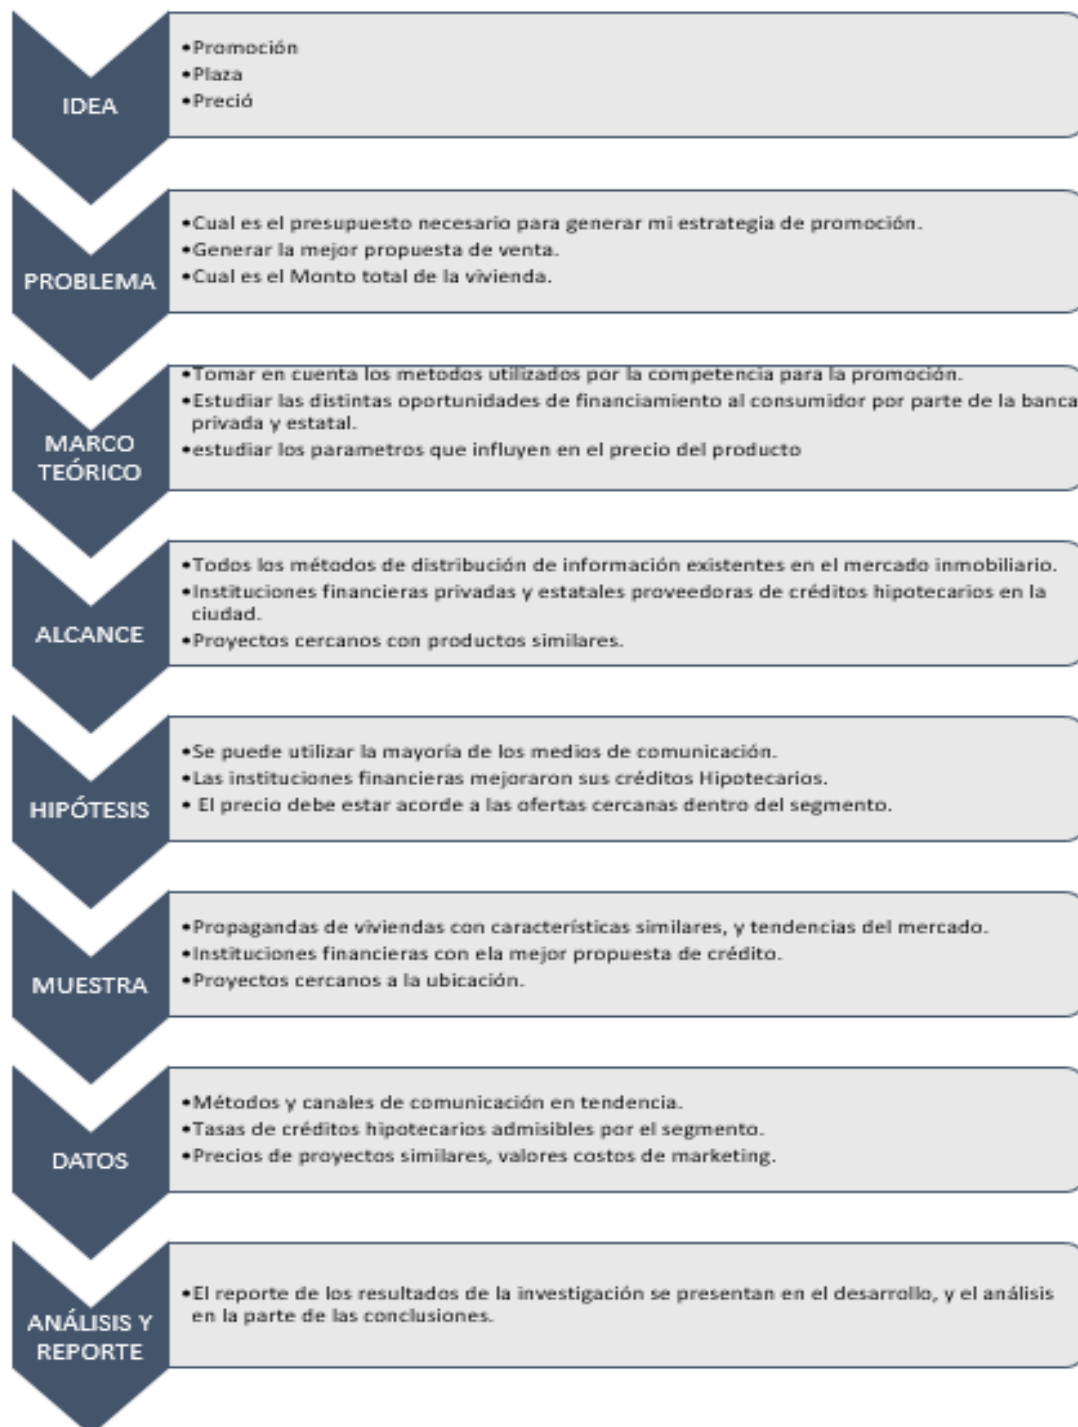 IDEA
•Promoción
•Plaza
•Preció
PROBLEMA
•Cual es el presupuesto necesario para generar mi estrategia de promoción.
•Generar la mejor propuesta de venta.
•Cual es el Monto total de la vivienda.
MARCO
TEÓRICO
•Tomar en cuenta los metodos utilizados por la competencia para la promoción.
•Estudiar las distintas oportunidades de financiamiento al consumidor por parte de la banca
privada y estatal.
•estudiar los parametros que influyen en el precio del producto
ALCANCE
•Todos los métodos de distribución de información existentes en el mercado inmobiliario.
•Instituciones financieras privadas y estatales proveedoras de créditos hipotecarios en la
ciudad.
•Proyectos cercanos con productos similares.
HIPÓTESIS
•Se puede utilizar la mayoría de los medios de comunicación.
•Las instituciones financieras mejoraron sus créditos Hipotecarios.
• El precio debe estar acorde a las ofertas cercanas dentro del segmento.
MUESTRA
•Propagandas de viviendas con características similares, y tendencias del mercado.
•Instituciones financieras con ela mejor propuesta de crédito.
•Proyectos cercanos a la ubicación.
DATOS
•Métodos y canales de comunicación en tendencia.
•Tasas de créditos hipotecarios admisibles por el segmento.
•Precios de proyectos similares, valores costos de marketing.
ANÁLISIS Y
REPORTE
•El reporte de los resultados de la investigación se presentan en el desarrollo, y el análisis
en la parte de las conclusiones.